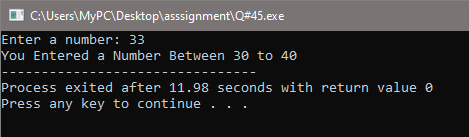 C:\Users\MyPC\Desktop\asssignment\Q#45.exe
Enter a number: 33
You Entered a Number Between 30 to 40
--------------------------------
Process exited after 11.98 seconds with return value 0
Press any key to continue . . .